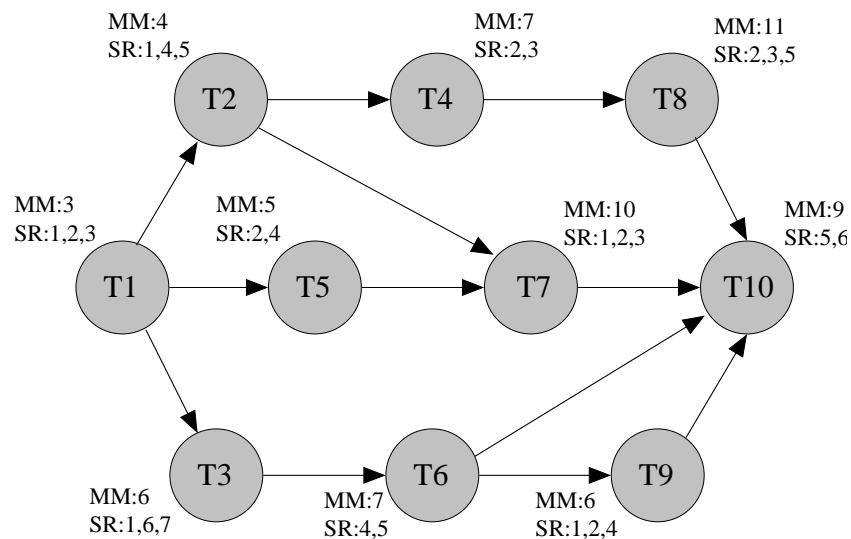 MM:4
SR:1,4,5
T2
MM:7
SR:2,3
T4
MM:11
SR:2,3,5
T8
MM:3
SR:1,2,3
T1
MM:5
SR:2,4
T5
MM:10
SR:1,2,3
T7
MM:9
SR:5,6
T10
MM:6
SR:1,6,7
T3
MM:7
SR:4,5
T6
MM:6
SR:1,2,4
T9